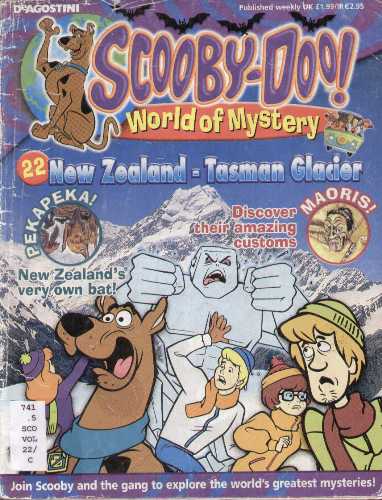 DEAGOSTINI
Published weekly UK £1.99/IR€2.95
SCOOBY-DOO!
World of Mystery
22 New Zealand - Tasman Glacier
PEKAPEKA!
New Zealand's
very own bat!
MAORIS!
Discover
their amazing
customs
741
.5
SCO
VOL
22/
C
Join Scooby and the gang to explore the world's greatest mysteries!